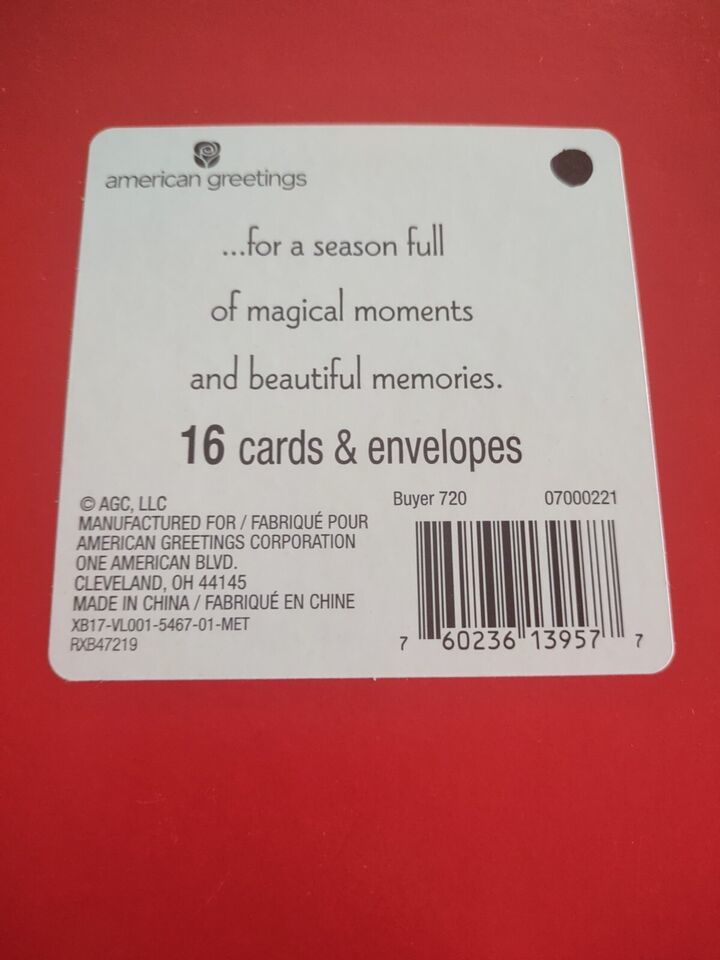 american greetings
...for a season full
of magical moments
and beautiful memories.
16 cards & envelopes
© AGC, LLC
MANUFACTURED FOR / FABRIQUÉ POUR
AMERICAN GREETINGS CORPORATION
ONE AMERICAN BLVD.
CLEVELAND, OH 44145
MADE IN CHINA / FABRIQUÉ EN CHINE
XB17-VL001-5467-01-MET
RXB47219
Buyer 720 07000221
7 60236 13957 7